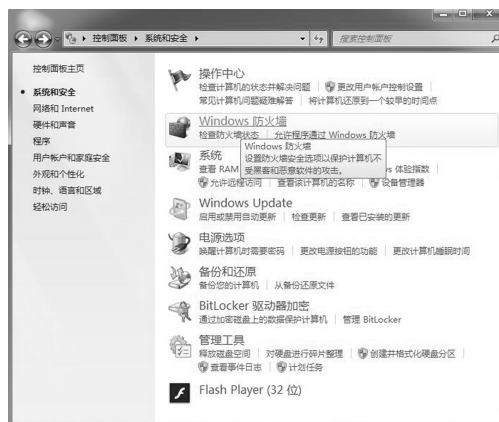 控制面板 ▸ 系统和安全 ▸
搜索控制面板
控制面板主页
系统和安全
网络和 Internet
硬件和声音
程序
用户帐户和家庭安全
外观和个性化
时钟、语言和区域
轻松访问
操作中心
检查计算机的状态并解决问题 更改用户帐户控制设置
常见计算机问题疑难解答 将计算机还原到一个较早的时间点
Windows 防火墙
检查防火墙状态 允许程序通过 Windows 防火墙
Windows 防火墙
设置防火墙安全选项以保护计算机不
受黑客和恶意软件的攻击。
系统
查看 RAM 体验指数
允许远程访问 查看该计算机的名称 设备管理器
Windows Update
启用或禁用自动更新 检查更新 查看已安装的更新
电源选项
唤醒计算机时需要密码 更改电源按钮的功能 更改计算机睡眠时间
备份和还原
备份您的计算机 从备份还原文件
BitLocker 驱动器加密
通过加密磁盘上的数据保护计算机 管理 BitLocker
管理工具
释放磁盘空间 对硬盘进行碎片整理 创建并格式化硬盘分区
查看事件日志 计划任务
Flash Player (32 位)